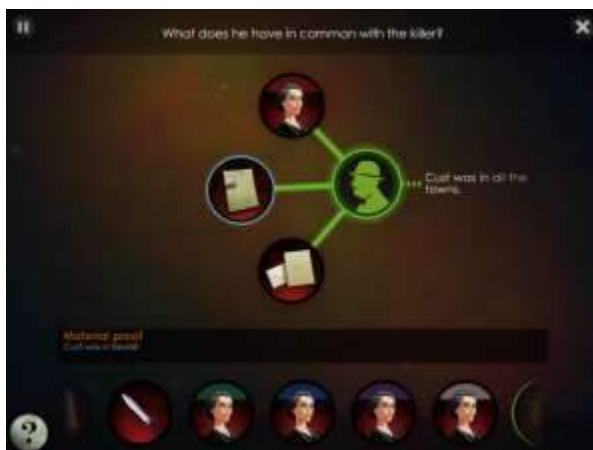 What does he have in common with the killer?
Cust was in all the
towns.
Material proof
Cust was in Bexhill
?